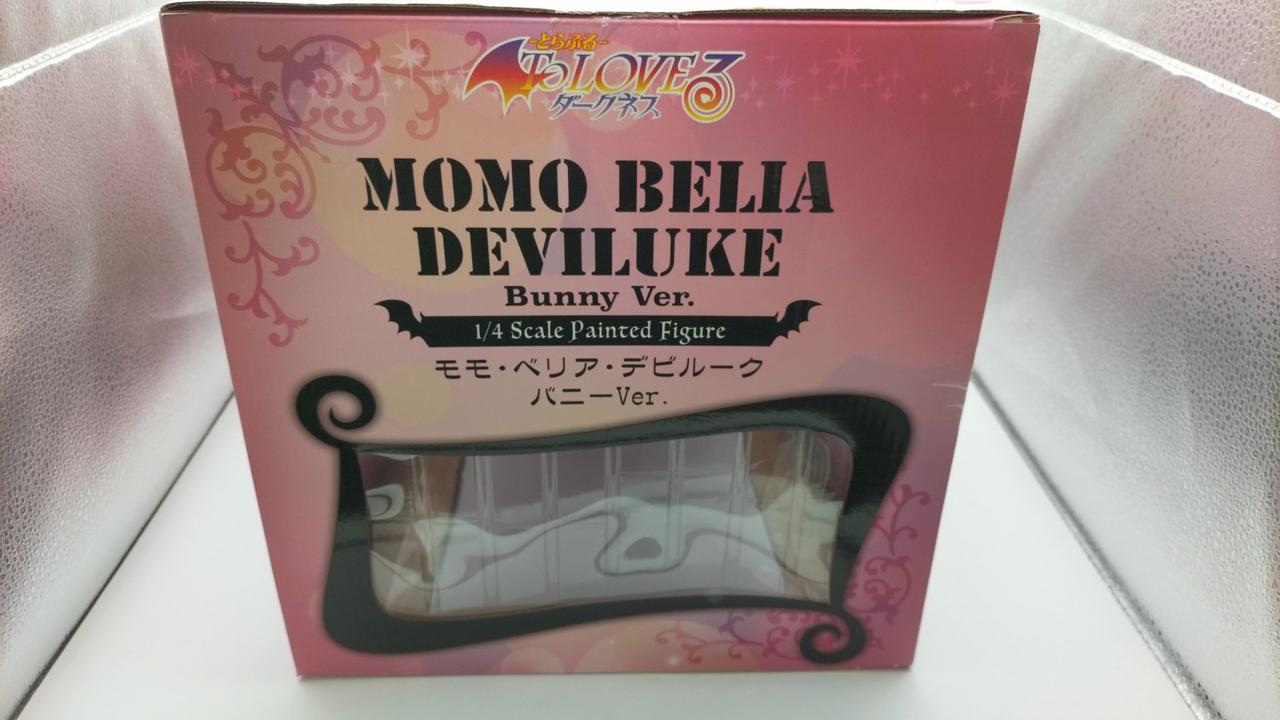 -とらぶる-
ToLOVEる
ダークネス
MOMO BELIA
DEVILUKE
Bunny Ver.
1/4 Scale Painted Figure
モモ・ベリア・デビルーク
バニーVer.